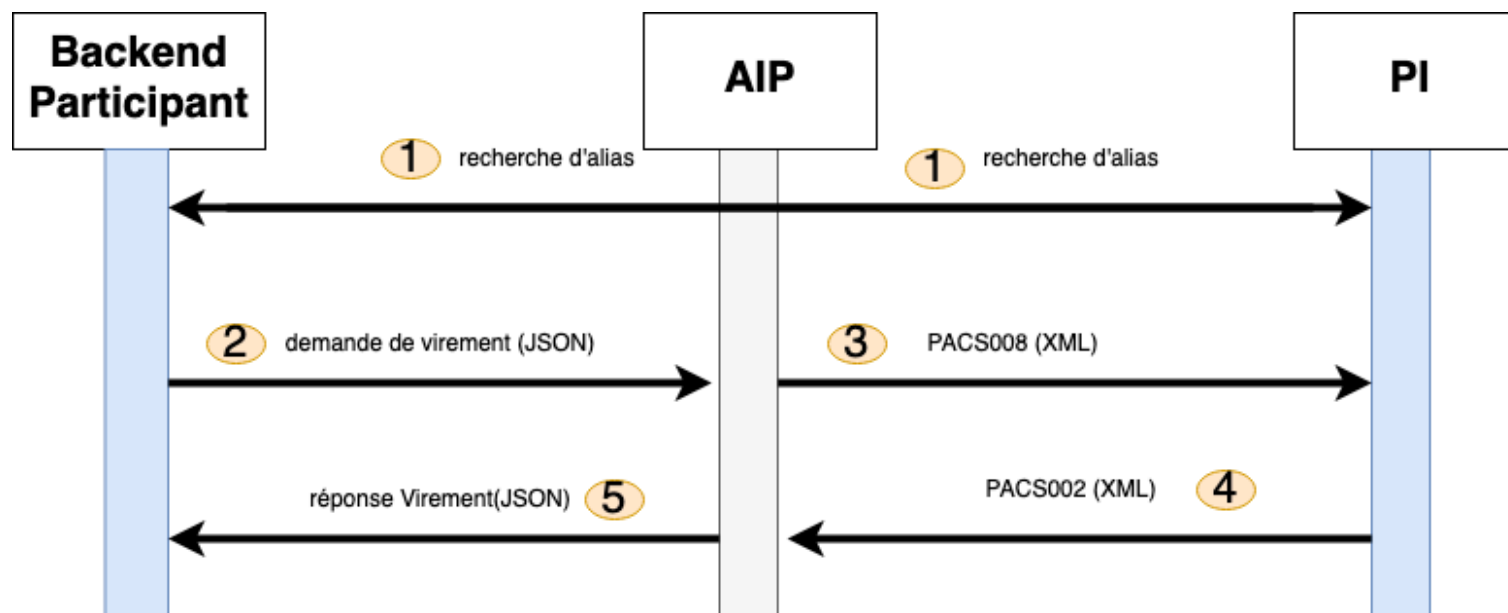 Backend
Participant
AIP
PI
1 recherche d'alias
1 recherche d'alias
2 demande de virement (JSON)
3 PACS008 (XML)
réponse Virement(JSON) 5
PACS002 (XML) 4